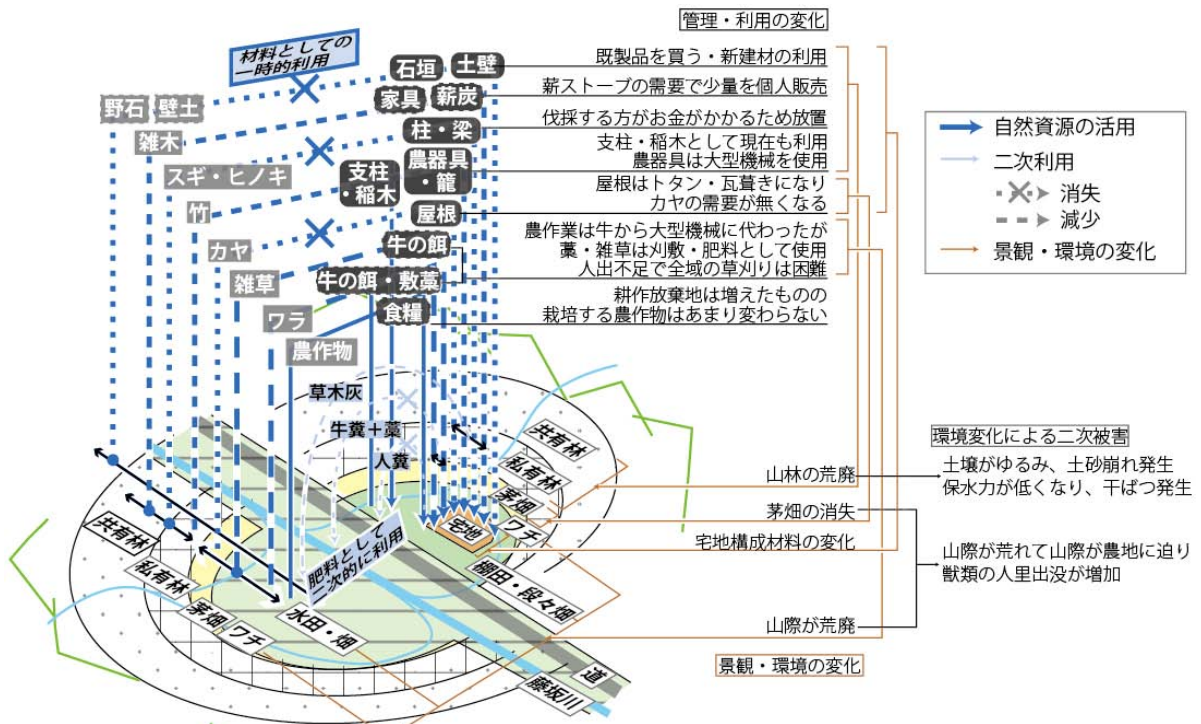 管理・利用の変化
材料としての
一時的利用
石垣
土壁
既製品を買う・新建材の利用
野石
壁土
家具
薪炭
薪ストーブの需要で少量を個人販売
雑木
柱・梁
伐採する方がお金がかかるため放置
スギ・ヒノキ
支柱
・稲木
農器具
・籠
支柱・稲木として現在も利用
農器具は大型機械を使用
竹
屋根
屋根はトタン・瓦葺きになり
カヤの需要が無くなる
カヤ
牛の餌
農作業は牛から大型機械に代わったが
藁・雑草は刈敷・肥料として使用
人出不足で全域の草刈りは困難
雑草
牛の餌・敷藁
ワラ
食糧
耕作放棄地は増えたものの
栽培する農作物はあまり変わらない
農作物
自然資源の活用
二次利用
消失
減少
景観・環境の変化
草木灰
牛糞+藁
人糞
共有林
私有林
茅畑
ワチ
宅地
棚田・段々畑
肥料として
二次的に利用
共有林
私有林
茅畑
ワチ
水田・畑
道
藤坂川
山林の荒廃
茅畑の消失
宅地構成材料の変化
山際が荒廃
景観・環境の変化
環境変化による二次被害
土壌がゆるみ、土砂崩れ発生
保水力が低くなり、干ばつ発生
山際が荒れて山際が農地に迫り
獣類の人里出没が増加